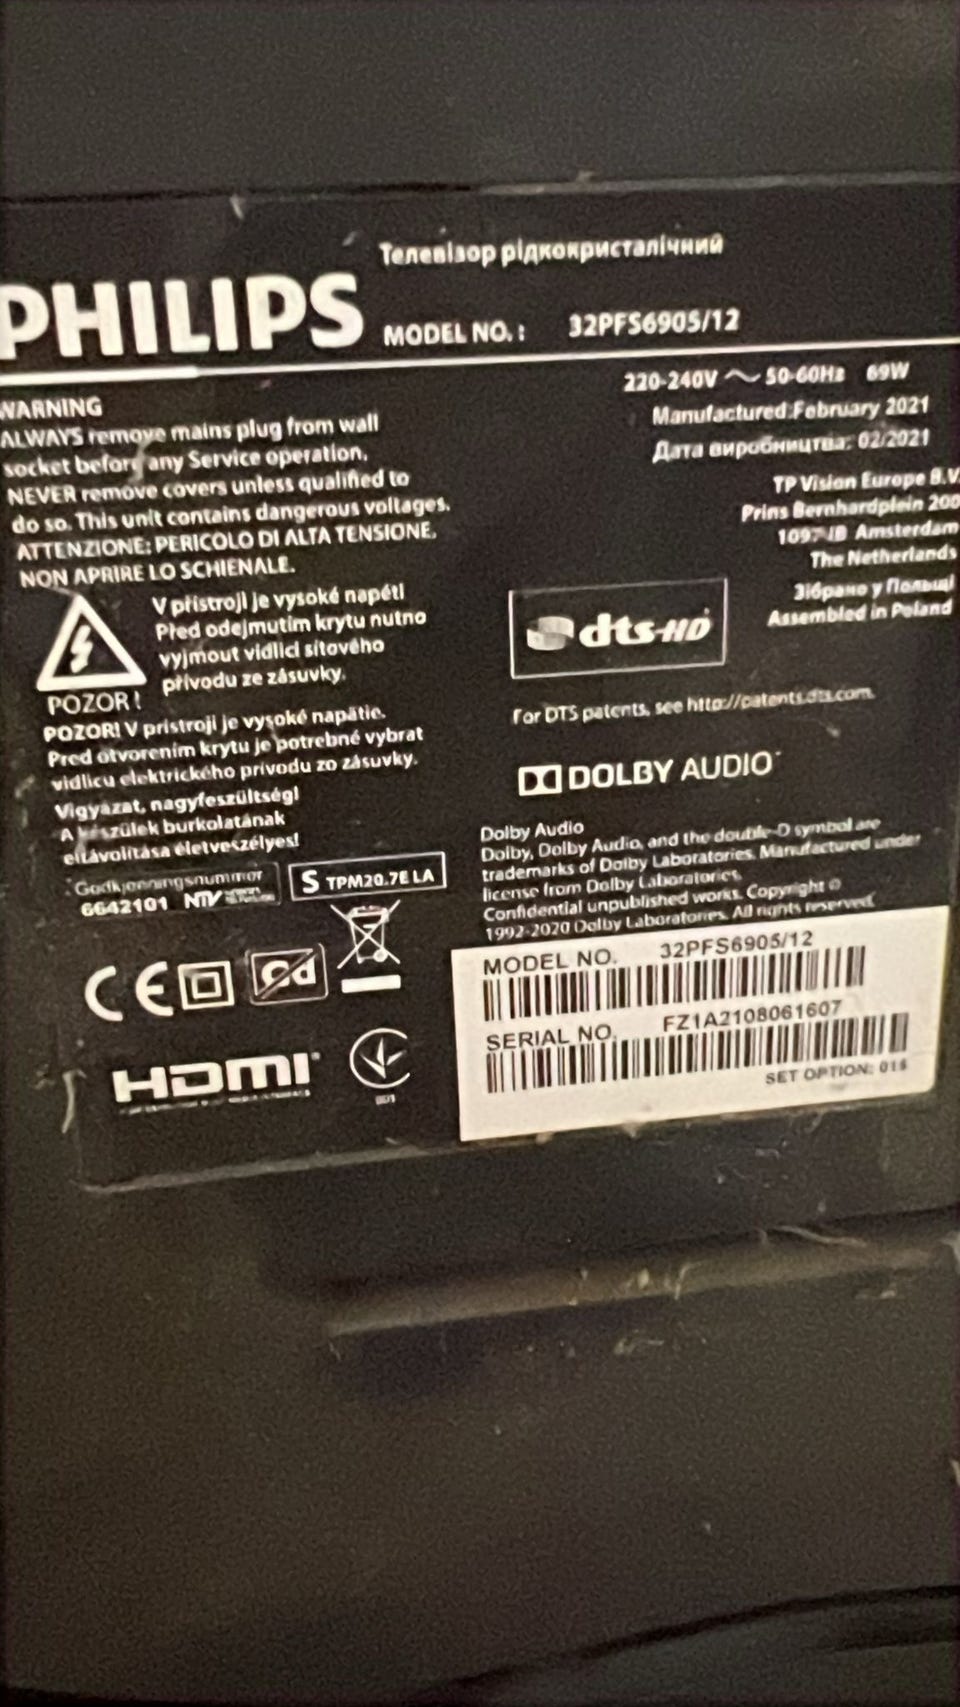 Телевізор рідкокристалічний
PHILIPS
MODEL NO. : 32PFS6905/12
220-240V ~ 50-60Hz 69W
Manufactured:February 2021
Дата виробництва: 02/2021
TP Vision Europe B.V.
Prins Bernhardplein 200
1097 JB Amsterdam
The Netherlands
Зібрано у Польщі
Assembled in Poland
WARNING
ALWAYS remove mains plug from wall
socket before any Service operation.
NEVER remove covers unless qualified to
do so. This unit contains dangerous voltages.
ATTENZIONE: PERICOLO DI ALTA TENSIONE.
NON APRIRE LO SCHIENALE.
V přístroji je vysoké napětí
Před odejmutím krytu nutno
vyjmout vidlici síťového
přívodu ze zásuvky.
POZOR!
POZOR! V prístroji je vysoké napätie.
Pred otvorením krytu je potrebné vybrat
vidlicu elektrického prívodu zo zásuvky.
Vigyázat, nagyfeszültség!
A készülek burkolatának
eltávolítása életveszélyes!
Godkjenningsnummer
6642101 NTV
S TPM20.7E LA
CE
Cd
HDMI
001
dts-HD
For DTS patents, see http://patents.dts.com.
DOLBY AUDIO
Dolby Audio
Dolby, Dolby Audio, and the double-D symbol are
trademarks of Dolby Laboratories. Manufactured under
license from Dolby Laboratories.
Confidential unpublished works. Copyright ©
1992-2020 Dolby Laboratories. All rights reserved.
MODEL NO. 32PFS6905/12
SERIAL NO. FZ1A2108061607
SET OPTION: